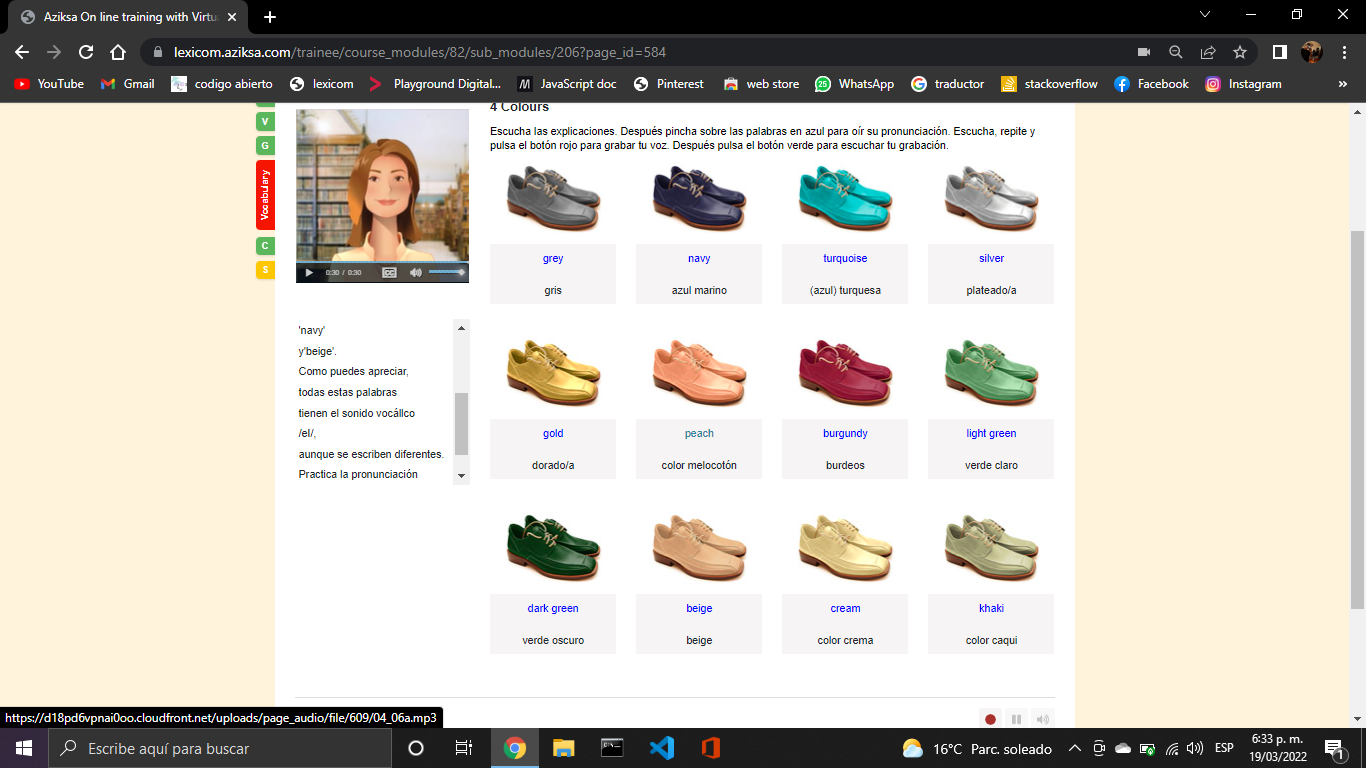 Aziksa On line training with Virtu
lexicom.aziksa.com/trainee/course_modules/82/sub_modules/206?page_id=584
YouTube Gmail codigo abierto lexicom Playground Digital... JavaScript doc Pinterest web store WhatsApp traductor stackoverflow Facebook Instagram »
V
G
Vocabulary
C
S
0:30 / 0:30 CC
'navy'
y'beige'.
Como puedes apreciar,
todas estas palabras
tienen el sonido vocállco
/el/,
aunque se escriben diferentes.
Practica la pronunciación
4 Colours
Escucha las explicaciones. Después pincha sobre las palabras en azul para oír su pronunciación. Escucha, repite y
pulsa el botón rojo para grabar tu voz. Después pulsa el botón verde para escuchar tu grabación.
grey navy turquoise silver
gris azul marino (azul) turquesa plateado/a
gold peach burgundy light green
dorado/a color melocotón burdeos verde claro
dark green beige cream khaki
verde oscuro beige color crema color caqui
https://d18pd6vpnai0oo.cloudfront.net/uploads/page_audio/file/609/04_06a.mp3
Escribe aquí para buscar
16°C Parc. soleado
ESP
6:33 p. m.
19/03/2022
1